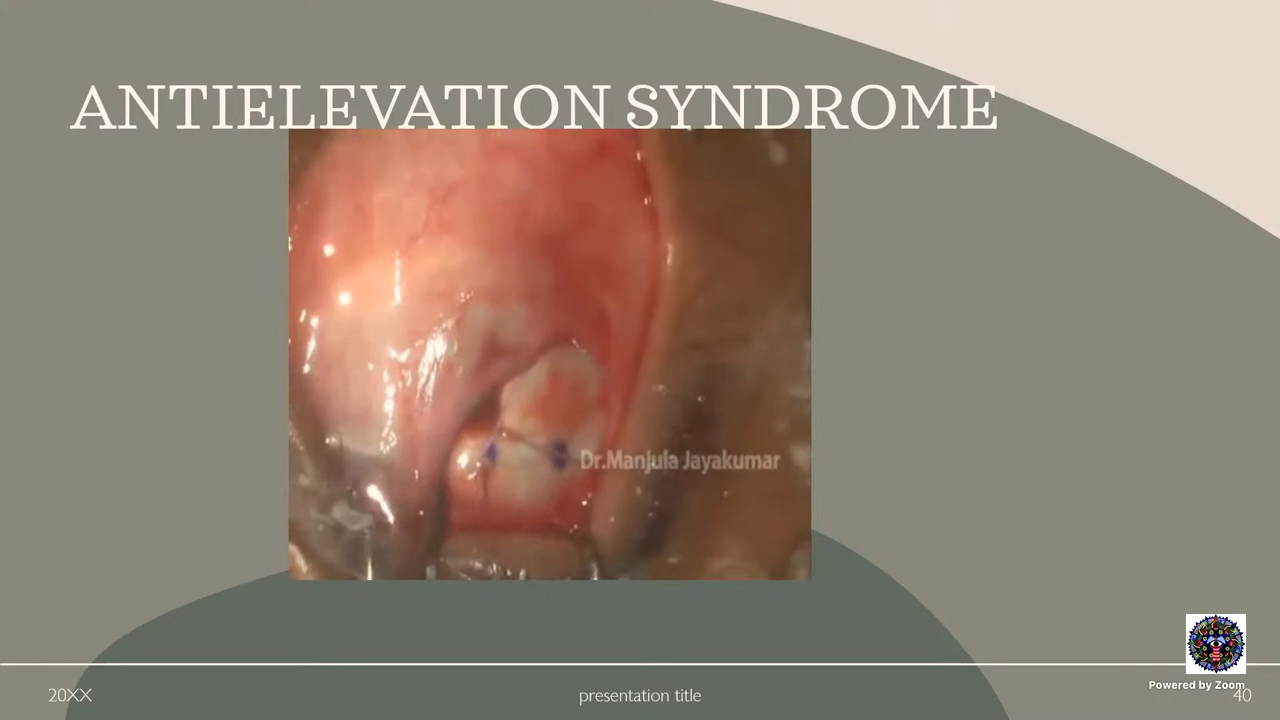 ANTIELEVATION SYNDROME
Dr.Manjula Jayakumar
Powered by Zoom
20XX
presentation title
40